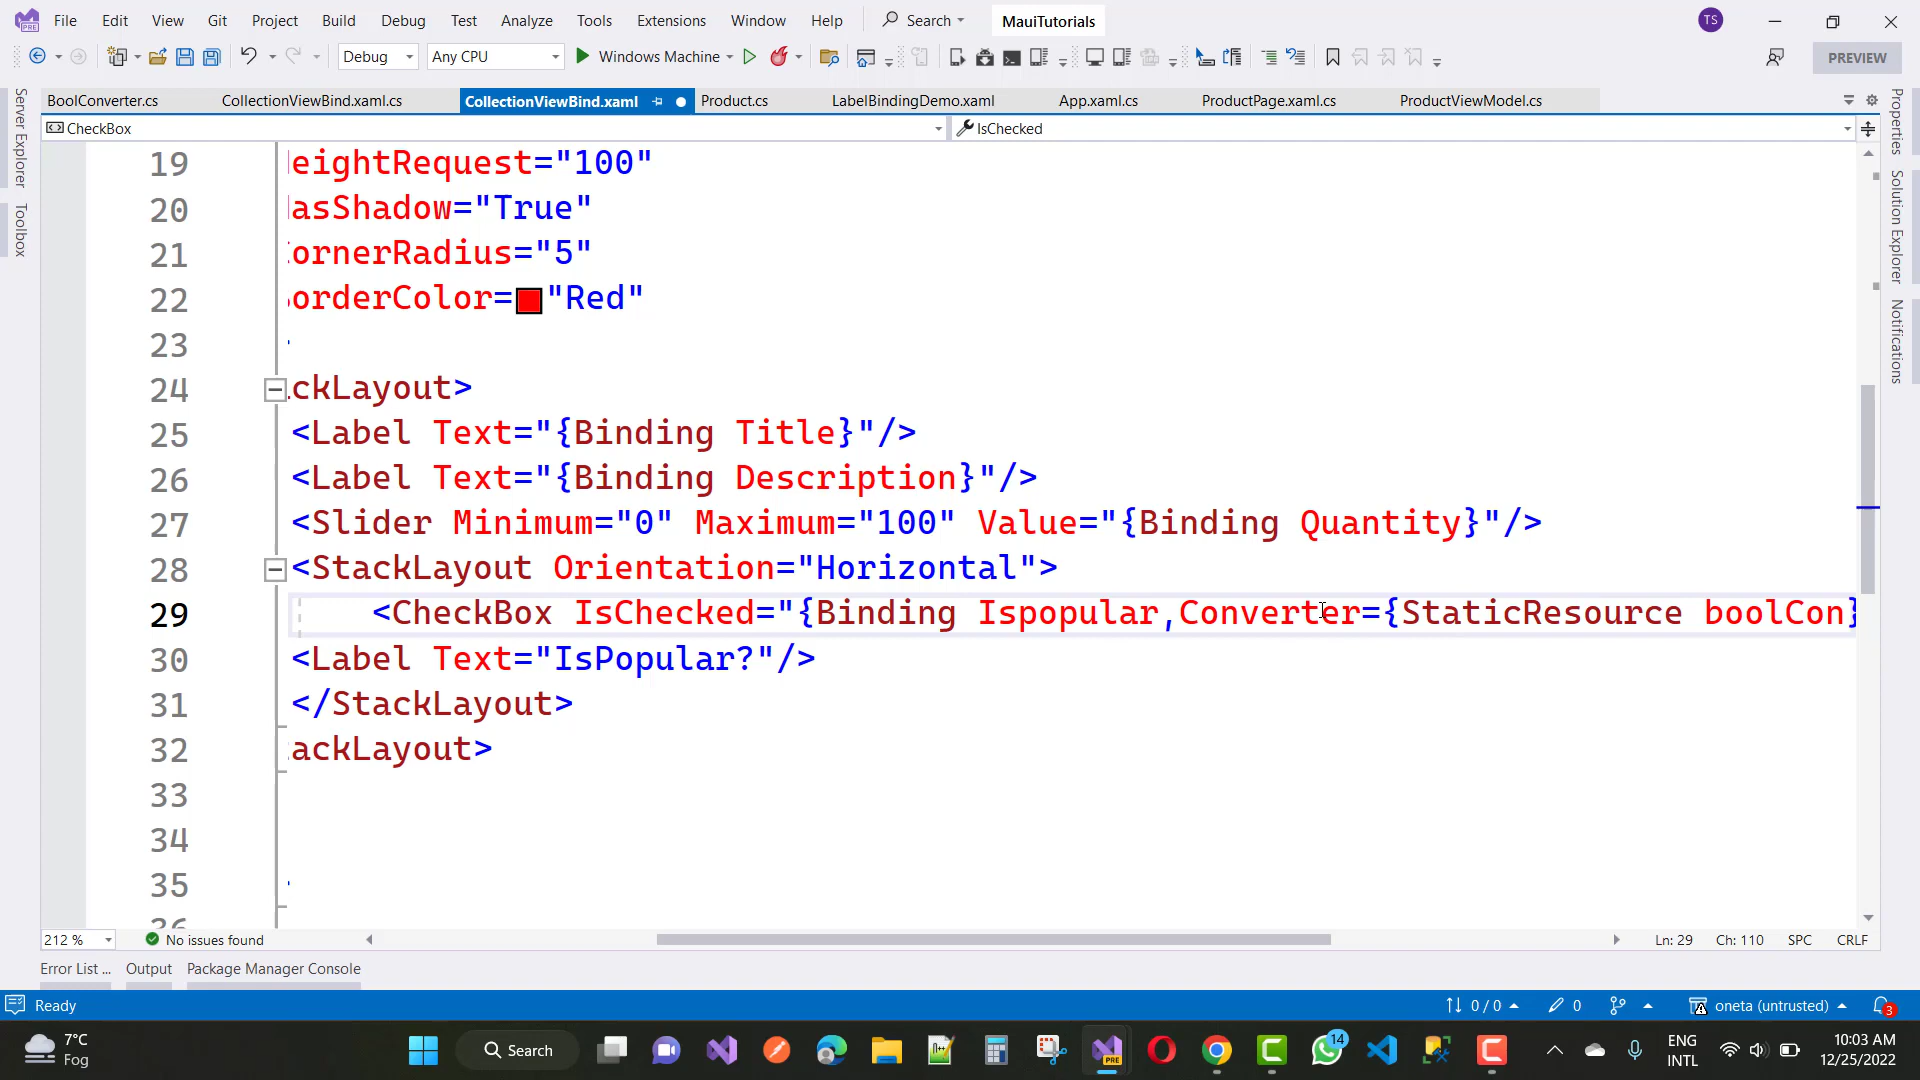 File Edit View Git Project Build Debug Test Analyze Tools Extensions Window Help Search MauiTutorials TS
Debug Any CPU Windows Machine PREVIEW
BoolConverter.cs CollectionViewBind.xaml.cs CollectionViewBind.xaml Product.cs LabelBindingDemo.xaml App.xaml.cs ProductPage.xaml.cs ProductViewModel.cs
CheckBox IsChecked
Server Explorer
Toolbox
Properties
Solution Explorer
Notifications
19 HeightRequest="100"
20 HasShadow="True"
21 CornerRadius="5"
22 BorderColor="Red"
23
24 ckLayout>
25 <Label Text="{Binding Title}"/>
26 <Label Text="{Binding Description}"/>
27 <Slider Minimum="0" Maximum="100" Value="{Binding Quantity}"/>
28 <StackLayout Orientation="Horizontal">
29 <CheckBox IsChecked="{Binding Ispopular,Converter={StaticResource boolCon}
30 <Label Text="IsPopular?"/>
31 </StackLayout>
32 ackLayout>
33
34
35
36
212 % No issues found Ln: 29 Ch: 110 SPC CRLF
Error List ... Output Package Manager Console
Ready 0 / 0 0 oneta (untrusted) 3
7°C
Fog
Search
14
ENG
INTL
10:03 AM
12/25/2022